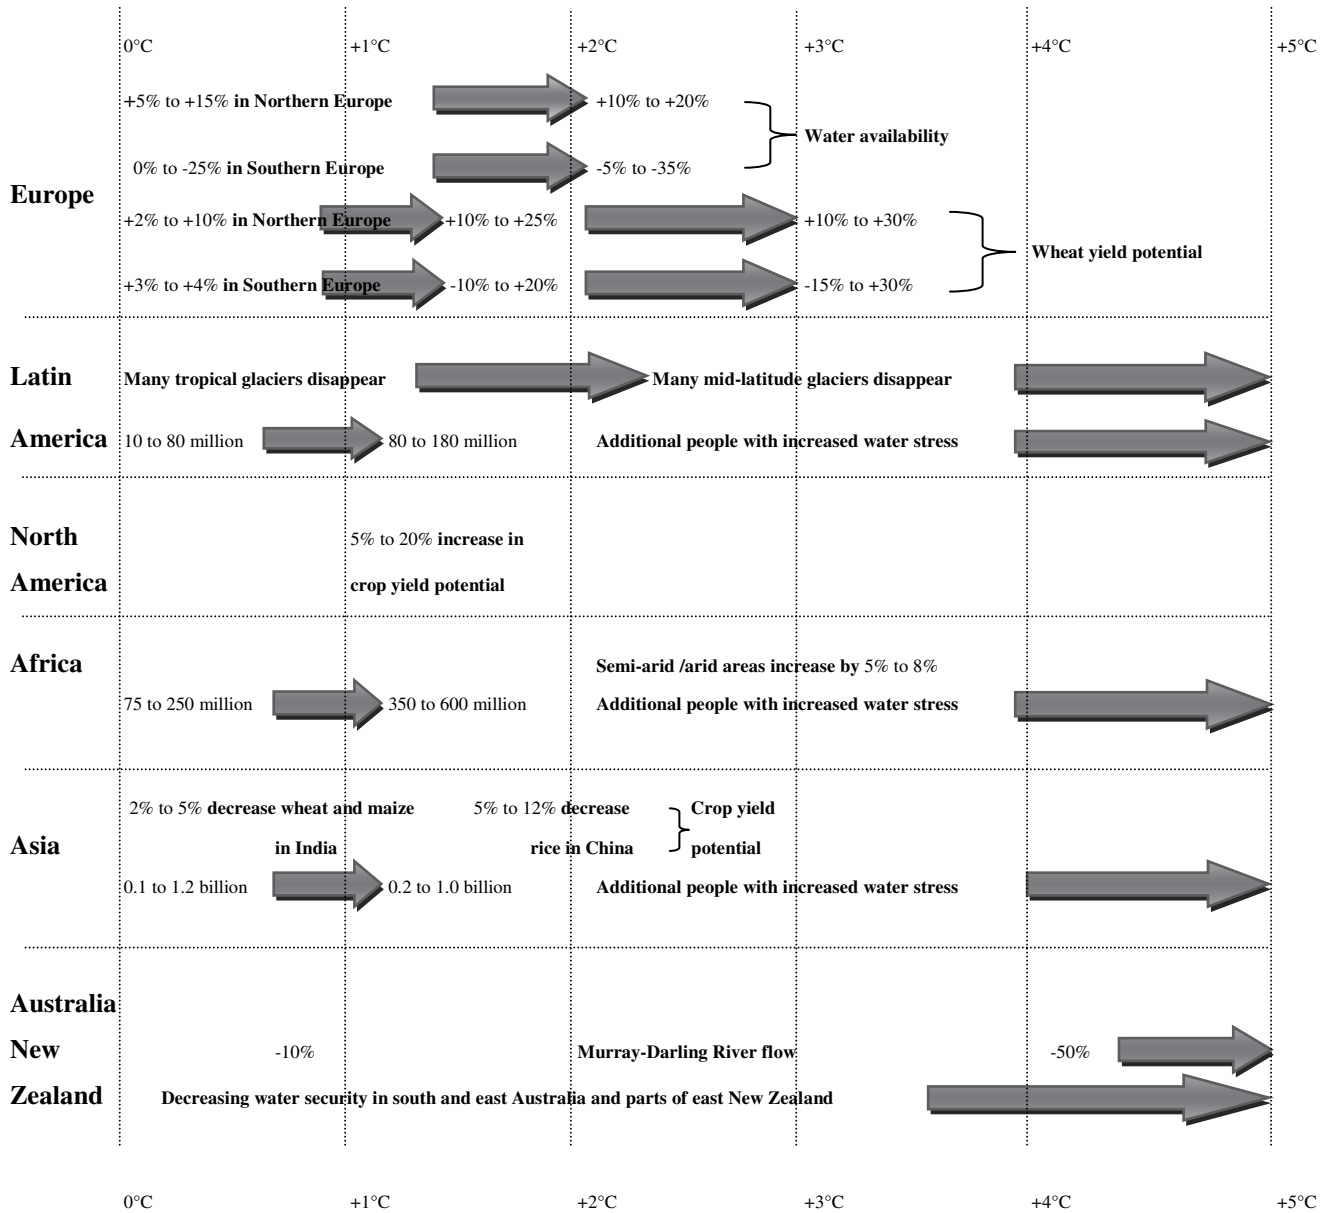 0°C +1°C +2°C +3°C +4°C +5°C
+5% to +15% in Northern Europe +10% to +20%
Water availability
0% to -25% in Southern Europe -5% to -35%
Europe
+2% to +10% in Northern Europe +10% to +25% +10% to +30%
Wheat yield potential
+3% to +4% in Southern Europe -10% to +20% -15% to +30%
Latin Many tropical glaciers disappear Many mid-latitude glaciers disappear
America 10 to 80 million 80 to 180 million Additional people with increased water stress
North 5% to 20% increase in
America crop yield potential
Africa Semi-arid /arid areas increase by 5% to 8%
75 to 250 million 350 to 600 million Additional people with increased water stress
2% to 5% decrease wheat and maize 5% to 12% decrease Crop yield
Asia in India rice in China potential
0.1 to 1.2 billion 0.2 to 1.0 billion Additional people with increased water stress
Australia
New -10% Murray-Darling River flow -50%
Zealand Decreasing water security in south and east Australia and parts of east New Zealand
0°C +1°C +2°C +3°C +4°C +5°C